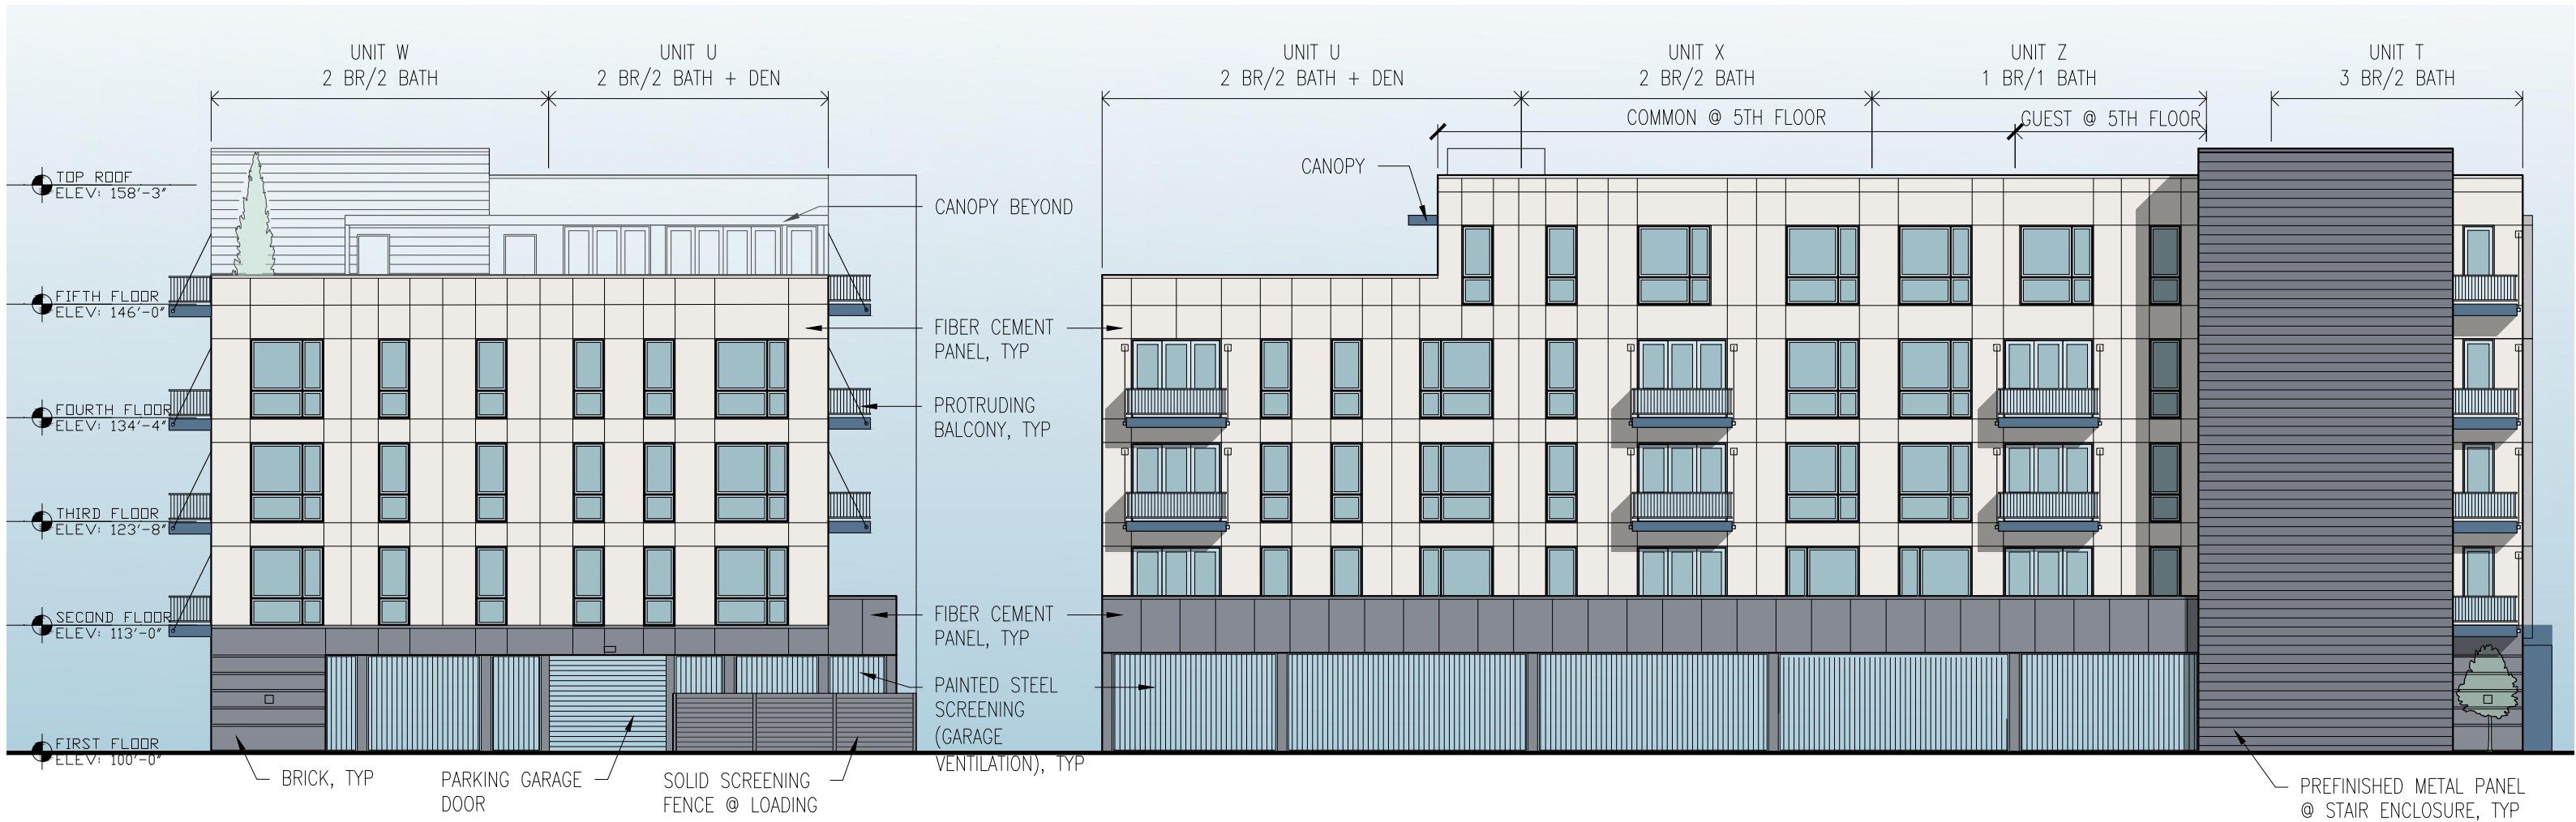 UNIT W
2 BR/2 BATH
UNIT U
2 BR/2 BATH + DEN
UNIT U
2 BR/2 BATH + DEN
UNIT X
2 BR/2 BATH
UNIT Z
1 BR/1 BATH
UNIT T
3 BR/2 BATH
COMMON @ 5TH FLOOR
GUEST @ 5TH FLOOR
CANOPY
TOP ROOF
ELEV: 158'-3"
CANOPY BEYOND
FIFTH FLOOR
ELEV: 146'-0"
FIBER CEMENT
PANEL, TYP
FOURTH FLOOR
ELEV: 134'-4"
PROTRUDING
BALCONY, TYP
THIRD FLOOR
ELEV: 123'-8"
SECOND FLOOR
ELEV: 113'-0"
FIBER CEMENT
PANEL, TYP
PAINTED STEEL
SCREENING
(GARAGE
VENTILATION), TYP
FIRST FLOOR
ELEV: 100'-0"
BRICK, TYP
PARKING GARAGE
DOOR
SOLID SCREENING
FENCE @ LOADING
PREFINISHED METAL PANEL
@ STAIR ENCLOSURE, TYP